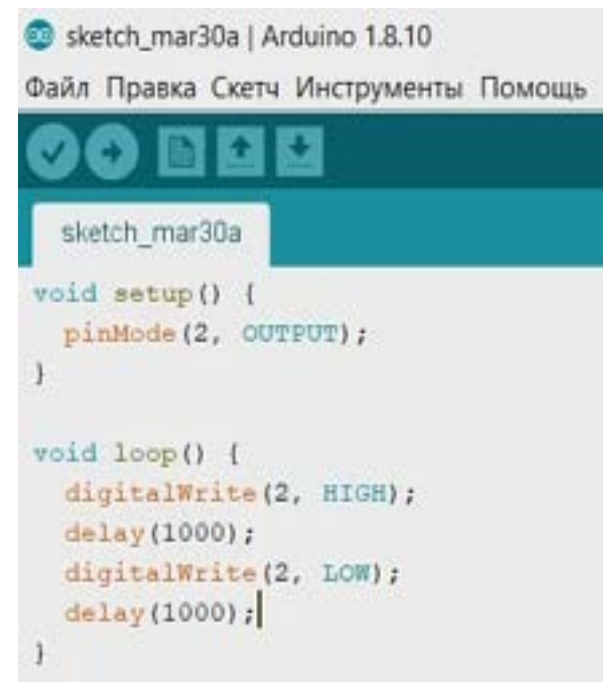 sketch_mar30a | Arduino 1.8.10
Файл Правка Скетч Инструменты Помощь
sketch_mar30a
void setup() {
  pinMode(2, OUTPUT);
}

void loop() {
  digitalWrite(2, HIGH);
  delay(1000);
  digitalWrite(2, LOW);
  delay(1000);
}